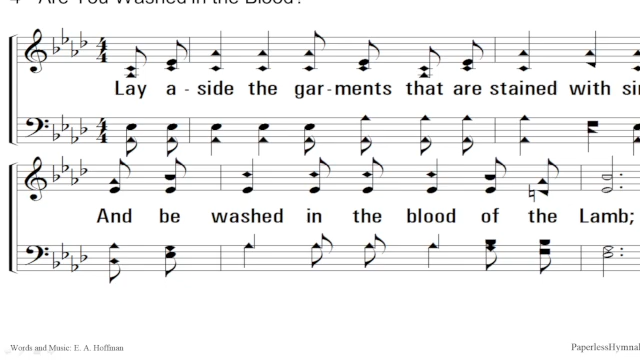 4 - Are You Washed in the Blood?
Lay a - side the gar - ments that are stained with sin
And be washed in the blood of the Lamb;
Words and Music: E. A. Hoffman
PaperlessHymnal